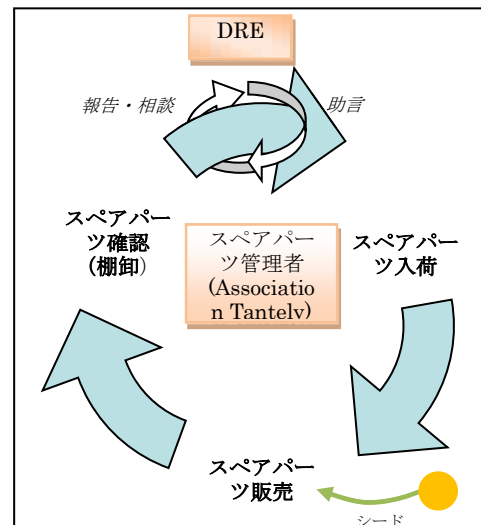 DRE
報告・相談
助言
スペアパー
ツ確認
(棚卸)
スペアパー
ツ管理者
(Associatio
n Tantely)
スペアパー
ツ入荷
スペアパー
ツ販売
シード